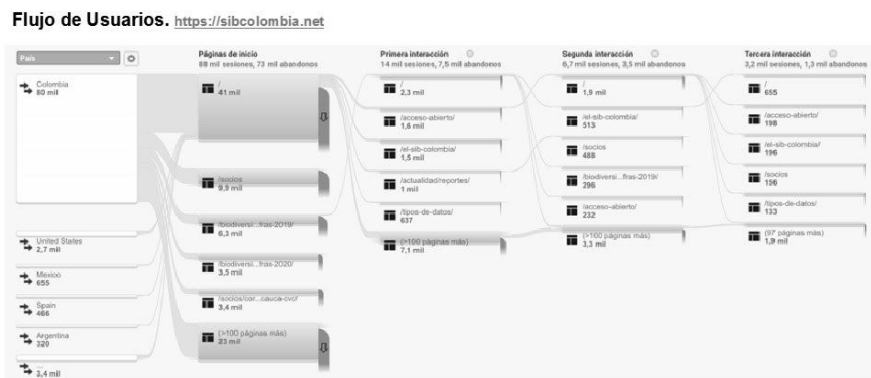 Flujo de Usuarios. https://sibcolombia.net
País
Colombia
80 mil
United States
2,7 mil
Mexico
655
Spain
466
Argentina
320
...
3,4 mil
Páginas de inicio
88 mil sesiones, 73 mil abandonos
/
41 mil
/socios
9,9 mil
/biodiversi...fras-2019/
6,3 mil
/biodiversi...fras-2020/
3,5 mil
/socios/cor...cauca-cvc/
3,4 mil
(>100 páginas más)
23 mil
Primera interacción
14 mil sesiones, 7,5 mil abandonos
/
2,3 mil
/acceso-abierto/
1,6 mil
/el-sib-colombia/
1,5 mil
/actualidad/reportes/
1 mil
/tipos-de-datos/
637
(>100 páginas más)
7,1 mil
Segunda interacción
6,7 mil sesiones, 3,5 mil abandonos
/
1,9 mil
/el-sib-colombia/
513
/socios
488
/biodiversi...fras-2019/
296
/acceso-abierto/
232
(>100 páginas más)
3,3 mil
Tercera interacción
3,2 mil sesiones, 1,3 mil abandonos
/
655
/acceso-abierto/
198
/el-sib-colombia/
196
/socios
156
/tipos-de-datos/
133
(97 páginas más)
1,9 mil